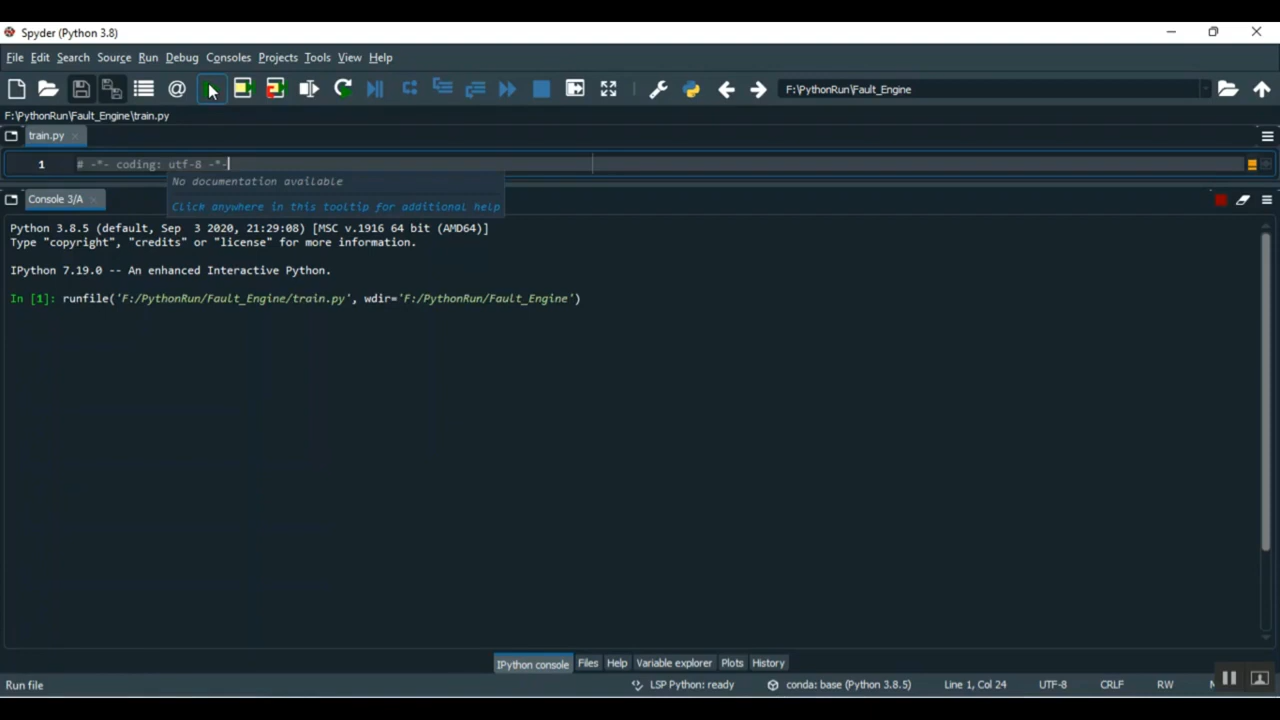 Spyder (Python 3.8)
File Edit Search Source Run Debug Consoles Projects Tools View Help
F:\PythonRun\Fault_Engine
F:\PythonRun\Fault_Engine\train.py
train.py
1 # -*- coding: utf-8 -*-
No documentation available
Click anywhere in this tooltip for additional help
Console 3/A
Python 3.8.5 (default, Sep  3 2020, 21:29:08) [MSC v.1916 64 bit (AMD64)]
Type "copyright", "credits" or "license" for more information.
IPython 7.19.0 -- An enhanced Interactive Python.
In [1]: runfile('F:/PythonRun/Fault_Engine/train.py', wdir='F:/PythonRun/Fault_Engine')
IPython console Files Help Variable explorer Plots History
Run file LSP Python: ready conda: base (Python 3.8.5) Line 1, Col 24 UTF-8 CRLF RW